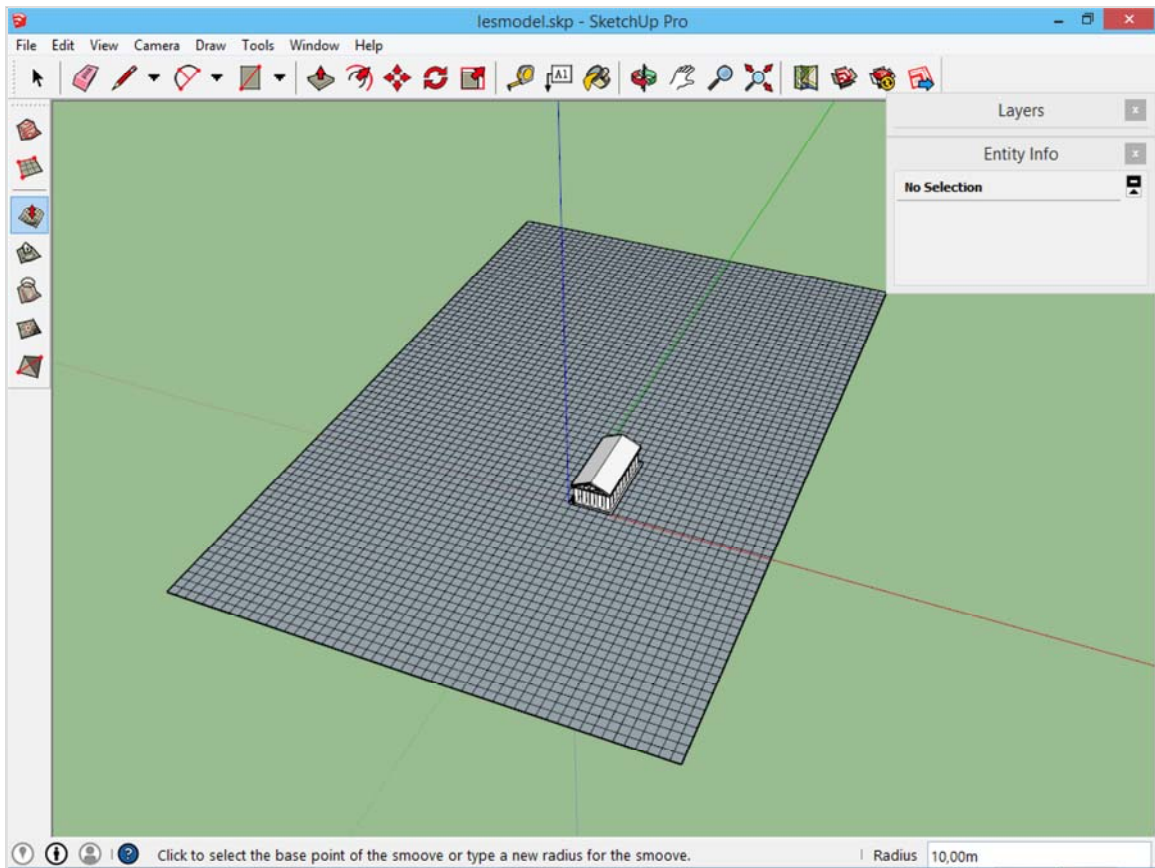 lesmodel.skp - SketchUp Pro
File Edit View Camera Draw Tools Window Help
A1
Layers
Entity Info
No Selection
Click to select the base point of the smoove or type a new radius for the smoove.
Radius 10,00m